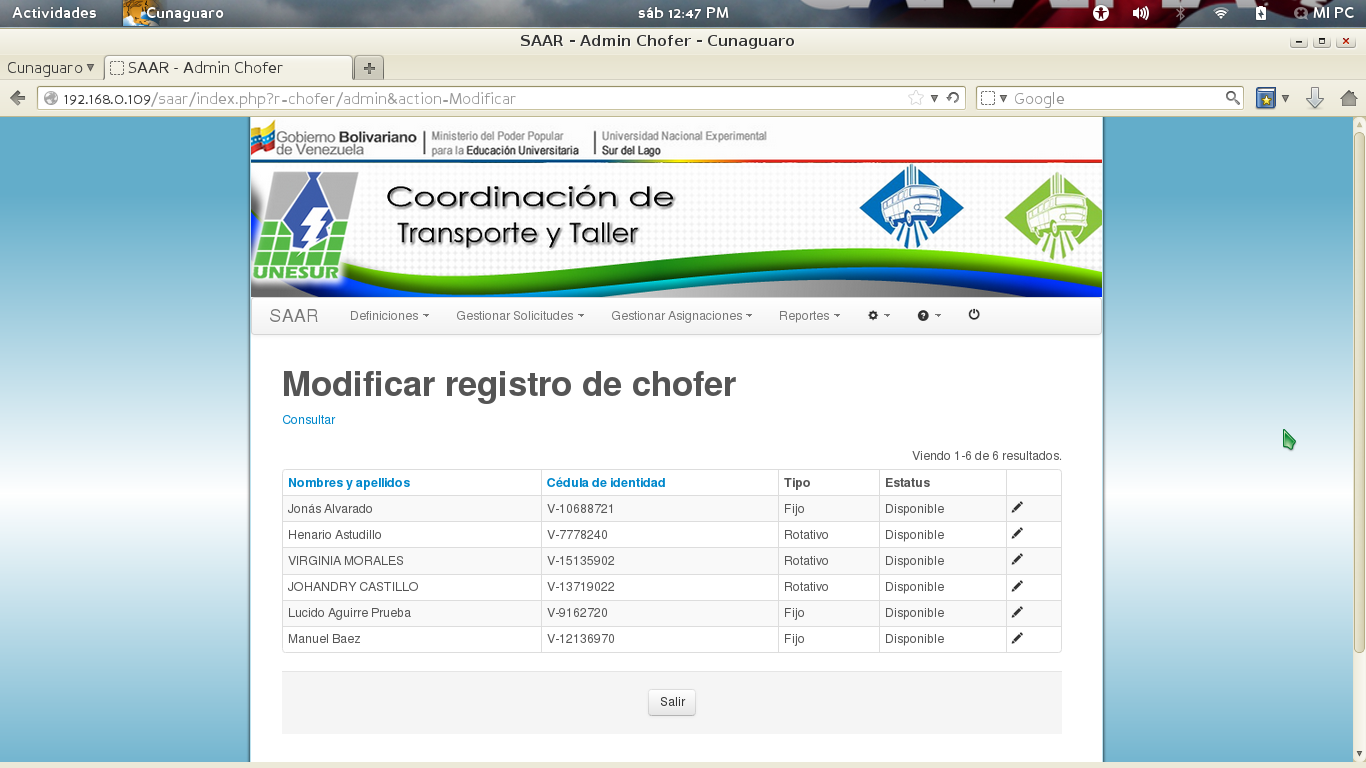 Actividades Cunaguaro sáb 12:47 PM MI PC
SAAR - Admin Chofer - Cunaguaro
Cunaguaro SAAR - Admin Chofer
192.168.0.109/saar/index.php?r-chofer/admin&action-Modificar Google
Gobierno Bolivariano
de Venezuela
Ministerio del Poder Popular
para la Educación Universitaria
Universidad Nacional Experimental
Sur del Lago
Coordinación de
Transporte y Taller
UNESUR
SAAR Definiciones Gestionar Solicitudes Gestionar Asignaciones Reportes
Modificar registro de chofer
Consultar
Viendo 1-6 de 6 resultados.
Nombres y apellidos Cédula de identidad Tipo Estatus
Jonás Alvarado V-10688721 Fijo Disponible
Henario Astudillo V-7778240 Rotativo Disponible
VIRGINIA MORALES V-15135902 Rotativo Disponible
JOHANDRY CASTILLO V-13719022 Rotativo Disponible
Lucido Aguirre Prueba V-9162720 Fijo Disponible
Manuel Baez V-12136970 Fijo Disponible
Salir